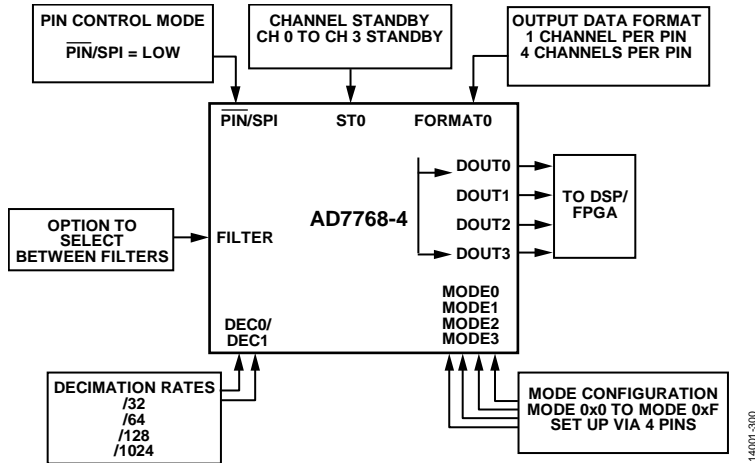 PIN CONTROL MODE
PIN/SPI = LOW
CHANNEL STANDBY
CH 0 TO CH 3 STANDBY
OUTPUT DATA FORMAT
1 CHANNEL PER PIN
4 CHANNELS PER PIN
PIN/SPI
ST0
FORMAT0
OPTION TO
SELECT
BETWEEN FILTERS
FILTER
AD7768-4
DOUT0
DOUT1
DOUT2
DOUT3
TO DSP/
FPGA
DEC0/
DEC1
MODE0
MODE1
MODE2
MODE3
DECIMATION RATES
/32
/64
/128
/1024
MODE CONFIGURATION
MODE 0x0 TO MODE 0xF
SET UP VIA 4 PINS
14001-300